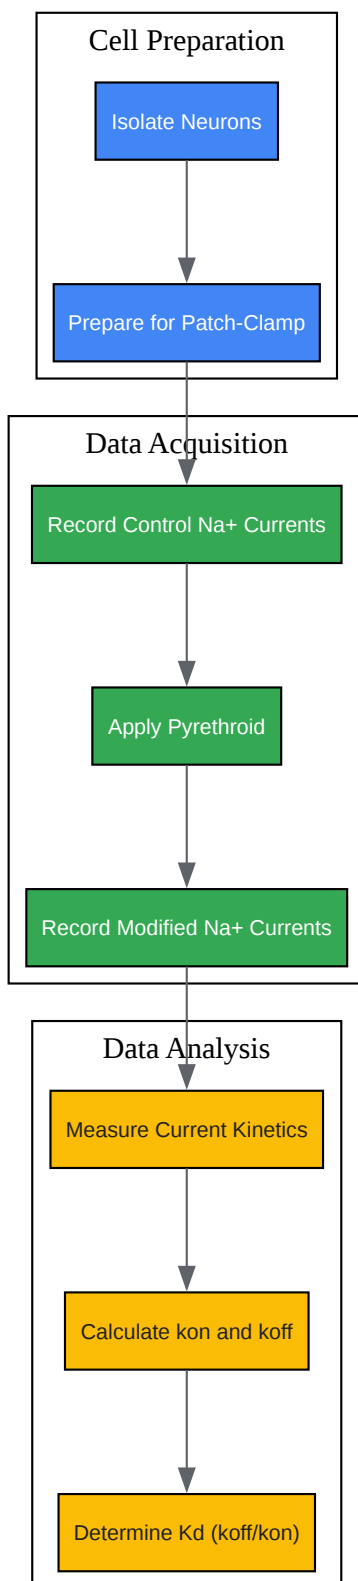 Cell Preparation
Isolate Neurons
Prepare for Patch-Clamp
Data Acquisition
Record Control Na+ Currents
Apply Pyrethroid
Record Modified Na+ Currents
Data Analysis
Measure Current Kinetics
Calculate kon and koff
Determine Kd (koff/kon)